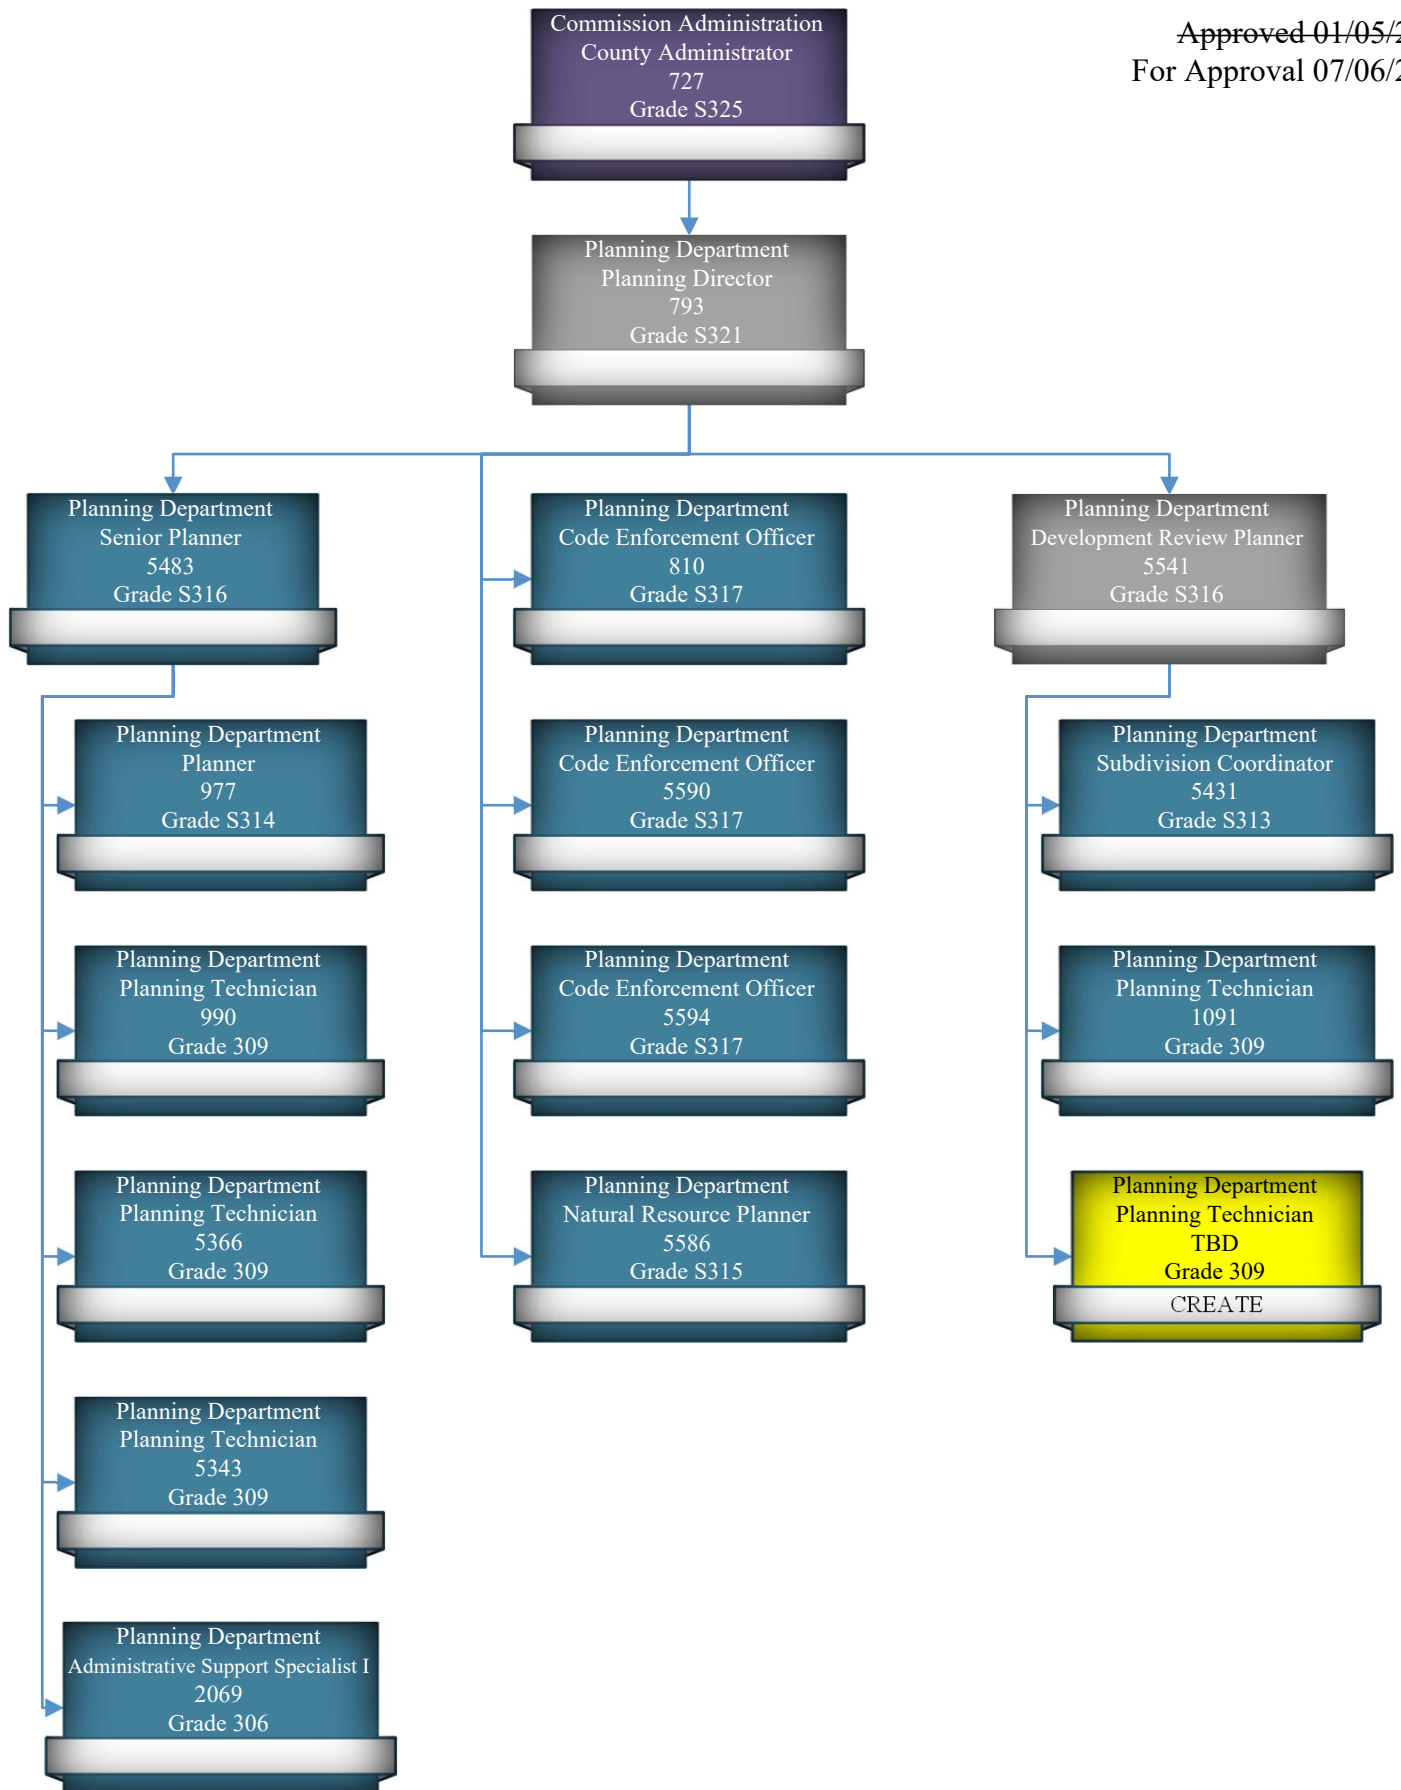 Approved 01/05/2
For Approval 07/06/2
Commission Administration
County Administrator
727
Grade S325
Planning Department
Planning Director
793
Grade S321
Planning Department
Senior Planner
5483
Grade S316
Planning Department
Planner
977
Grade S314
Planning Department
Planning Technician
990
Grade 309
Planning Department
Planning Technician
5366
Grade 309
Planning Department
Planning Technician
5343
Grade 309
Planning Department
Administrative Support Specialist I
2069
Grade 306
Planning Department
Code Enforcement Officer
810
Grade S317
Planning Department
Code Enforcement Officer
5590
Grade S317
Planning Department
Code Enforcement Officer
5594
Grade S317
Planning Department
Natural Resource Planner
5586
Grade S315
Planning Department
Development Review Planner
5541
Grade S316
Planning Department
Subdivision Coordinator
5431
Grade S313
Planning Department
Planning Technician
1091
Grade 309
Planning Department
Planning Technician
TBD
Grade 309
CREATE